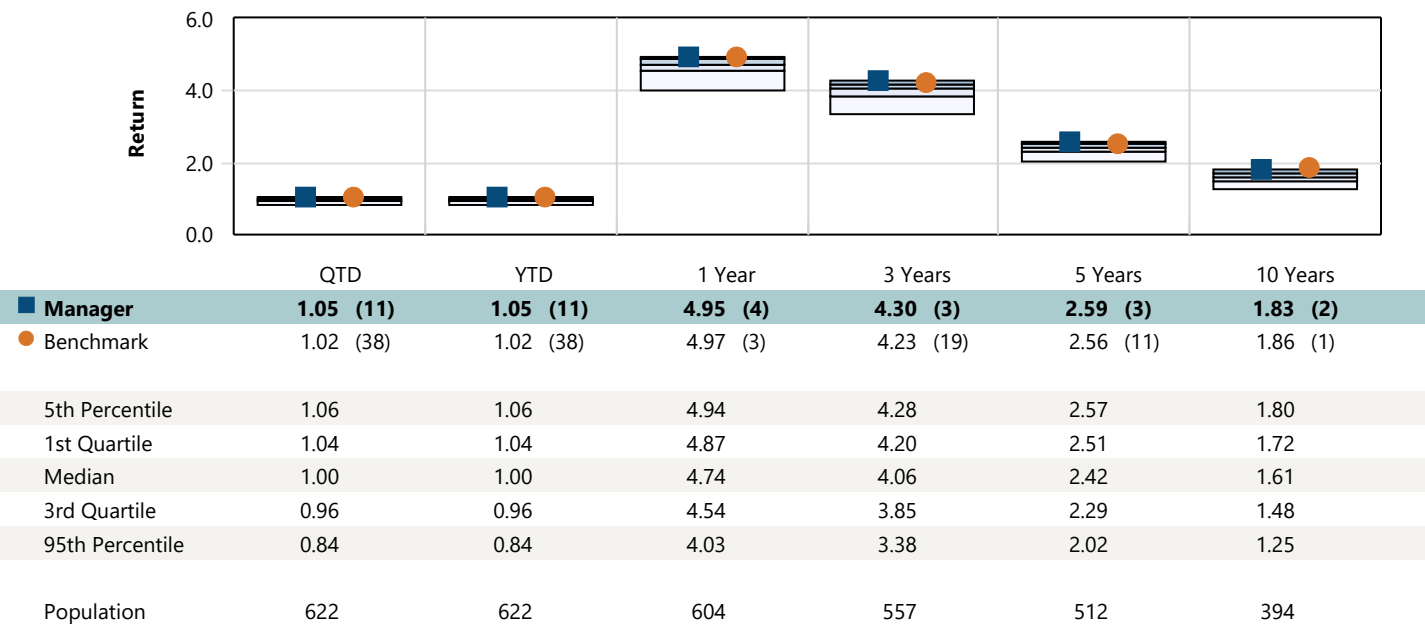 6.0
4.0
2.0
0.0
Return
QTD YTD 1 Year 3 Years 5 Years 10 Years
Manager 1.05 (11) 1.05 (11) 4.95 (4) 4.30 (3) 2.59 (3) 1.83 (2)
Benchmark 1.02 (38) 1.02 (38) 4.97 (3) 4.23 (19) 2.56 (11) 1.86 (1)
5th Percentile 1.06 1.06 4.94 4.28 2.57 1.80
1st Quartile 1.04 1.04 4.87 4.20 2.51 1.72
Median 1.00 1.00 4.74 4.06 2.42 1.61
3rd Quartile 0.96 0.96 4.54 3.85 2.29 1.48
95th Percentile 0.84 0.84 4.03 3.38 2.02 1.25
Population 622 622 604 557 512 394